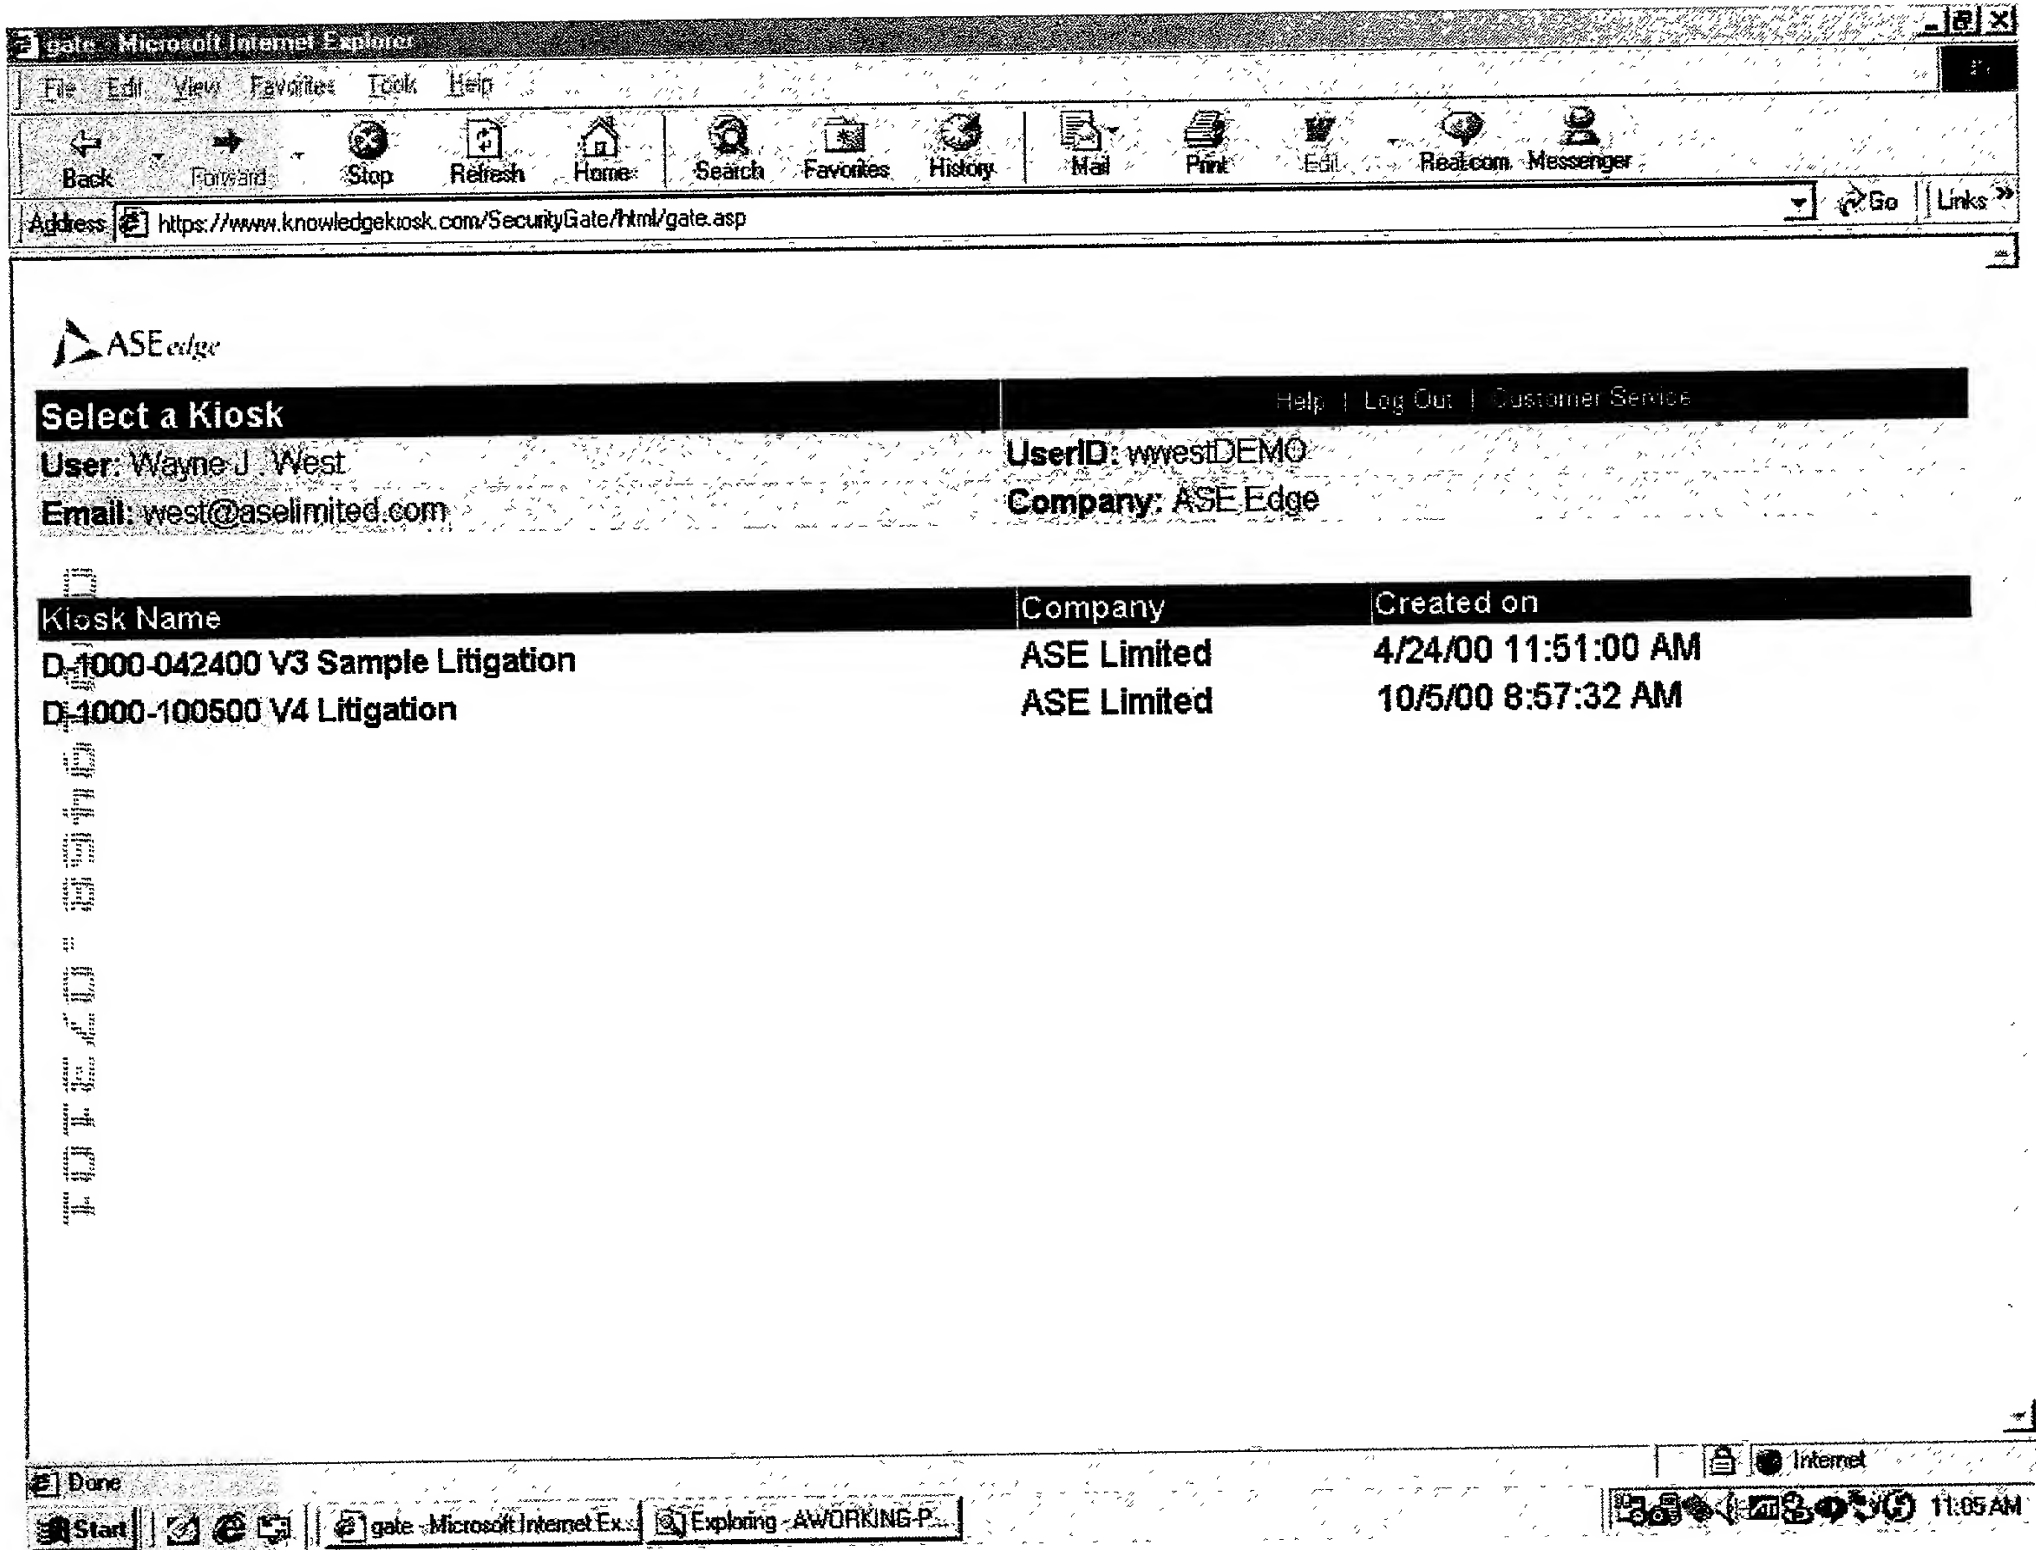 gate - Microsoft Internet Explorer
File Edit View Favorites Tools Help
Back Forward Stop Refresh Home Search Favorites History Mail Print Edit Real.com Messenger
Address https://www.knowledgekiosk.com/SecurityGate/html/gate.asp Go Links »
ASE edge
Select a Kiosk Help | Log Out | Customer Service
User: Wayne J. West UserID: wwestDEMO
Email: west@aselimited.com Company: ASE Edge
Kiosk Name Company Created on
D-1000-042400 V3 Sample Litigation ASE Limited 4/24/00 11:51:00 AM
D-1000-100500 V4 Litigation ASE Limited 10/5/00 8:57:32 AM
Done Internet
Start gate - Microsoft Internet Ex... Exploring - AWORKING-P... 11:05 AM